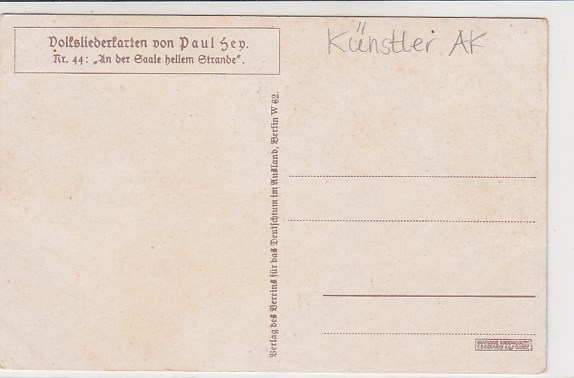 Volksliederkarten von Paul Hey.
Nr. 44: „An der Saale hellem Strande“.
Künstler AK
Verlag des Vereins für das Deutschtum im Ausland, Berlin W 62.